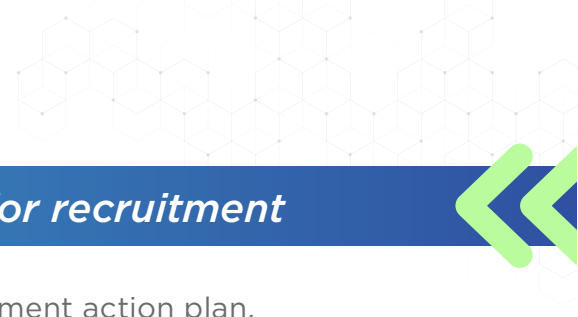 or recruitment
ment action plan.